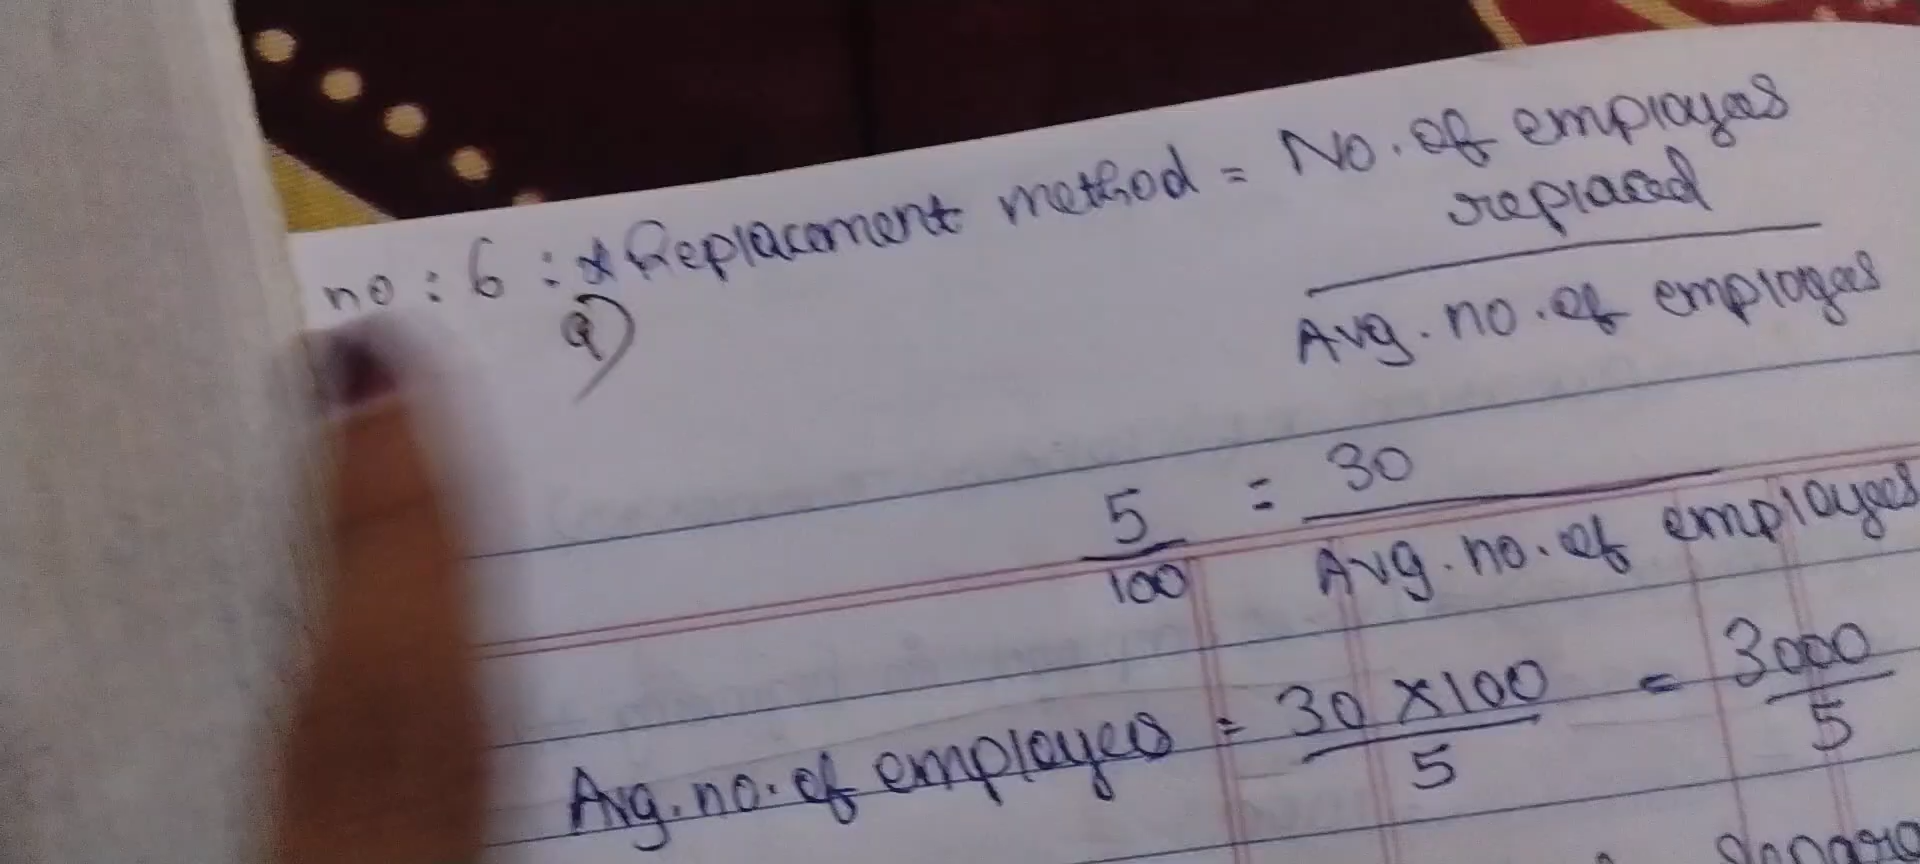 no : 6 : * Replacement method = No. of employees
replaced
Avg. no. of employees
a)
5 = 30
100 Avg. no. of employees
Avg. no. of employees = 30 x 100 = 3000
5 5